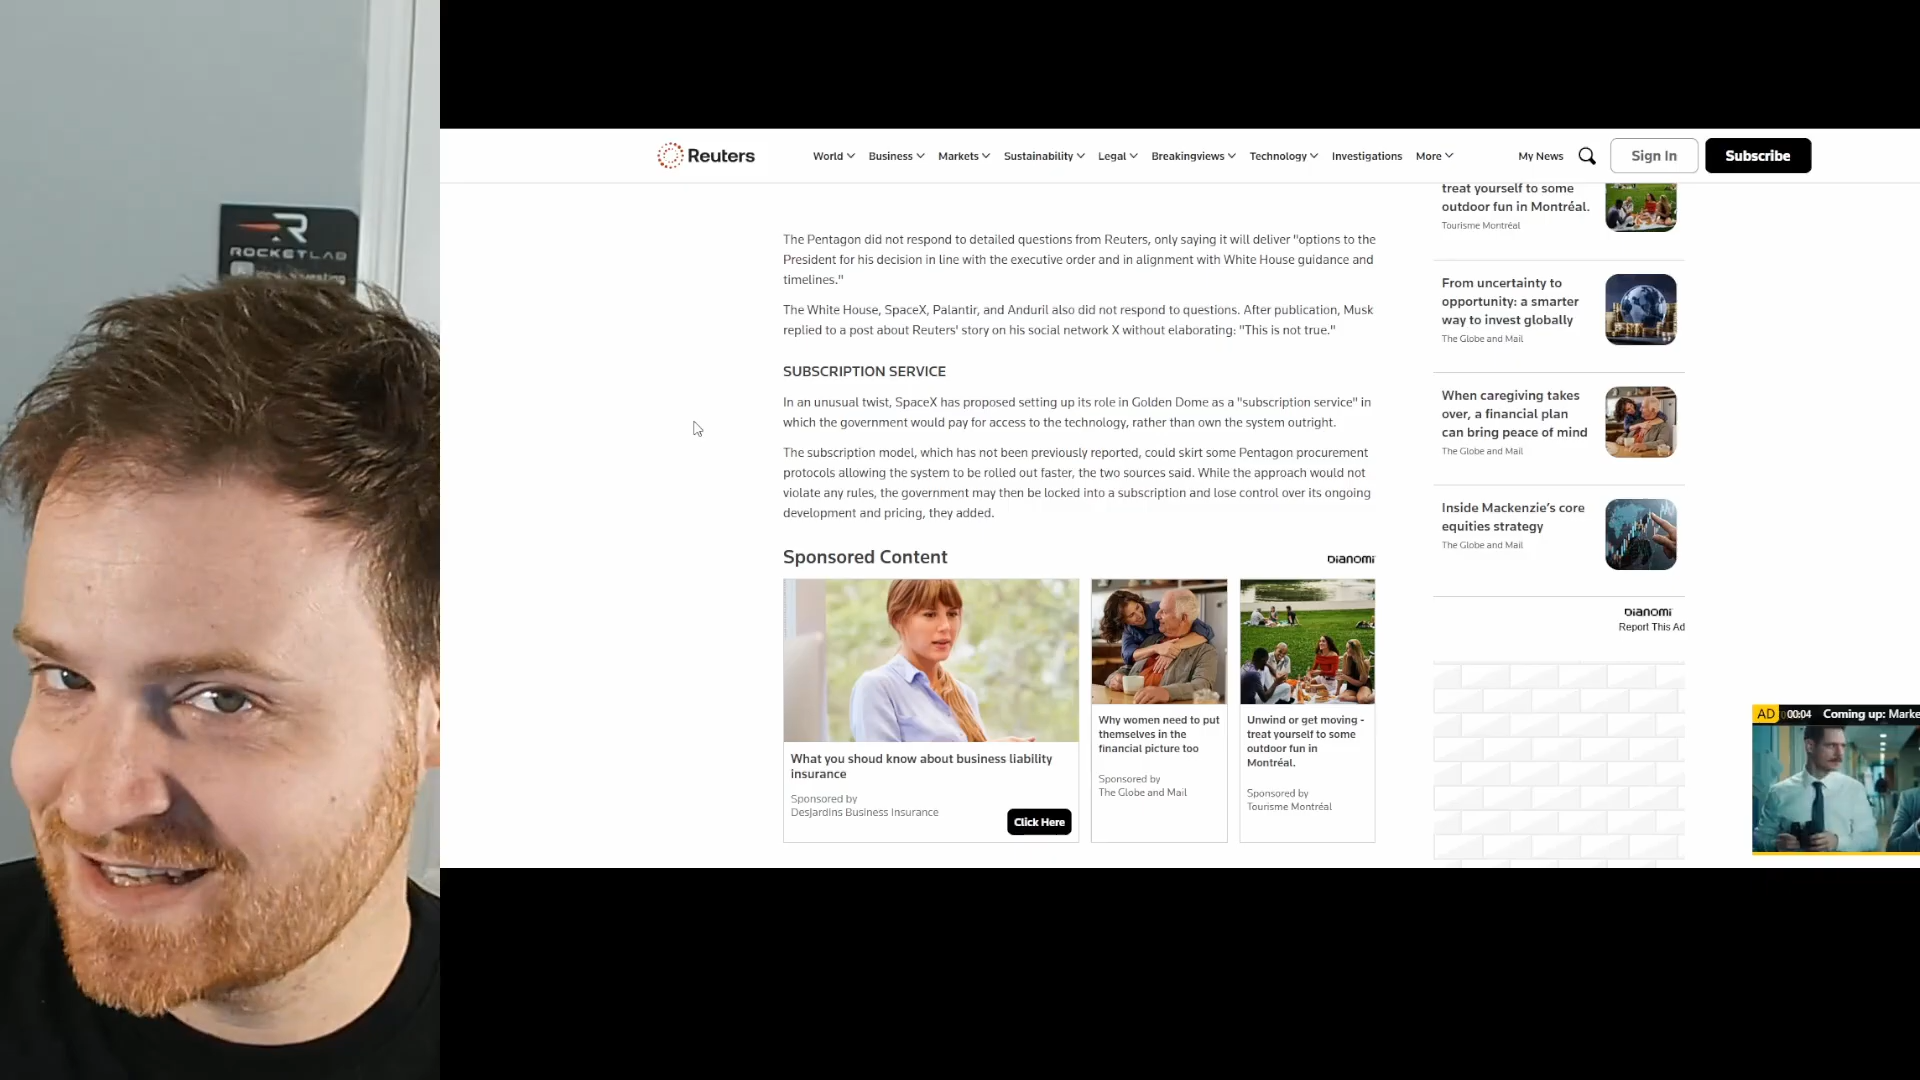 ROCKETLAB
Reuters
World
Business
Markets
Sustainability
Legal
Breakingviews
Technology
Investigations
More
My News
Sign In
Subscribe
The Pentagon did not respond to detailed questions from Reuters, only saying it will deliver "options to the
President for his decision in line with the executive order and in alignment with White House guidance and
timelines."
The White House, SpaceX, Palantir, and Anduril also did not respond to questions. After publication, Musk
replied to a post about Reuters' story on his social network X without elaborating: "This is not true."
SUBSCRIPTION SERVICE
In an unusual twist, SpaceX has proposed setting up its role in Golden Dome as a "subscription service" in
which the government would pay for access to the technology, rather than own the system outright.
The subscription model, which has not been previously reported, could skirt some Pentagon procurement
protocols allowing the system to be rolled out faster, the two sources said. While the approach would not
violate any rules, the government may then be locked into a subscription and lose control over its ongoing
development and pricing, they added.
Sponsored Content
DIANOMI
What you shoud know about business liability
insurance
Sponsored by
Desjardins Business Insurance
Click Here
Why women need to put
themselves in the
financial picture too
Sponsored by
The Globe and Mail
Unwind or get moving -
treat yourself to some
outdoor fun in
Montréal.
Sponsored by
Tourisme Montréal
treat yourself to some
outdoor fun in Montréal.
Tourisme Montréal
From uncertainty to
opportunity: a smarter
way to invest globally
The Globe and Mail
When caregiving takes
over, a financial plan
can bring peace of mind
The Globe and Mail
Inside Mackenzie's core
equities strategy
The Globe and Mail
DIANOMI
Report This Ad
AD 00:04 Coming up: Marke